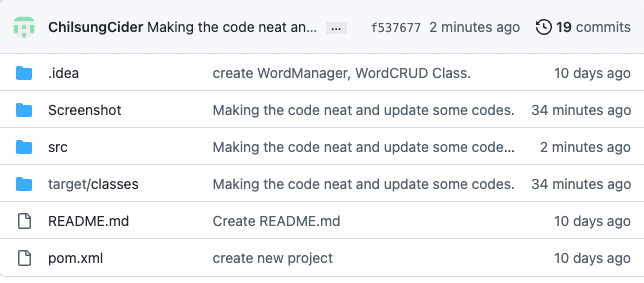 ChilsungCider Making the code neat an... ... f537677 2 minutes ago 19 commits
.idea create WordManager, WordCRUD Class. 10 days ago
Screenshot Making the code neat and update some codes. 34 minutes ago
src Making the code neat and update some code... 2 minutes ago
target/classes Making the code neat and update some codes. 34 minutes ago
README.md Create README.md 10 days ago
pom.xml create new project 10 days ago